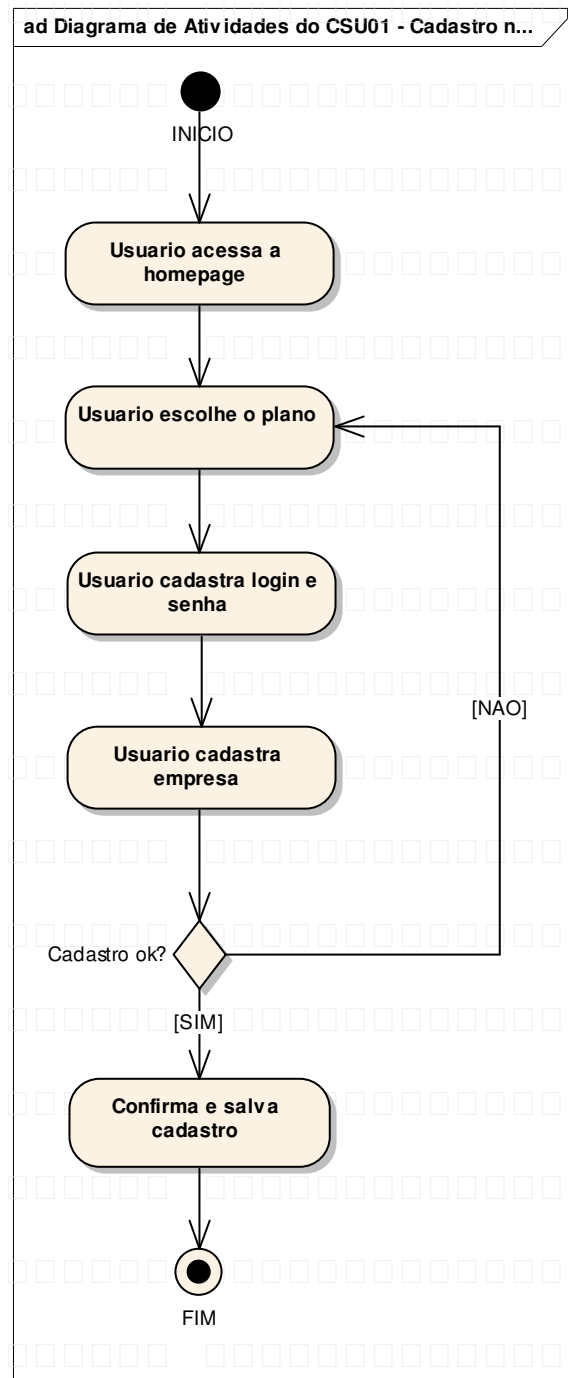 ad Diagrama de Atividades do CSU01 - Cadastro n...
INICIO
Usuario acessa a
homepage
Usuario escolhe o plano
Usuario cadastra login e
senha
[NAO]
Usuario cadastra
empresa
Cadastro ok?
[SIM]
Confirma e salva
cadastro
FIM